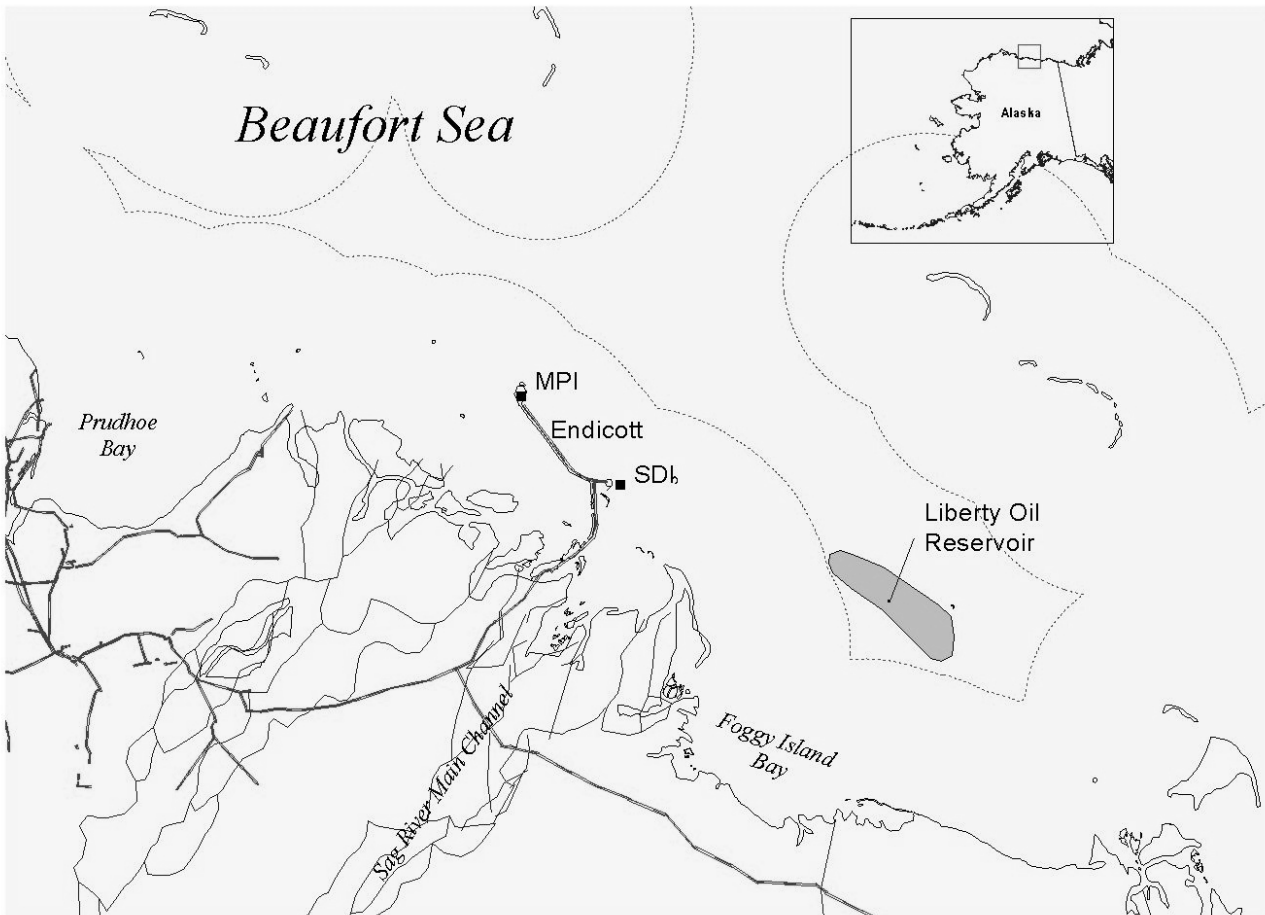 Beaufort Sea
Alaska
MPI
Endicott
Prudhoe
Bay
SDI
Liberty Oil
Reservoir
Sag River Main Channel
Foggy Island
Bay